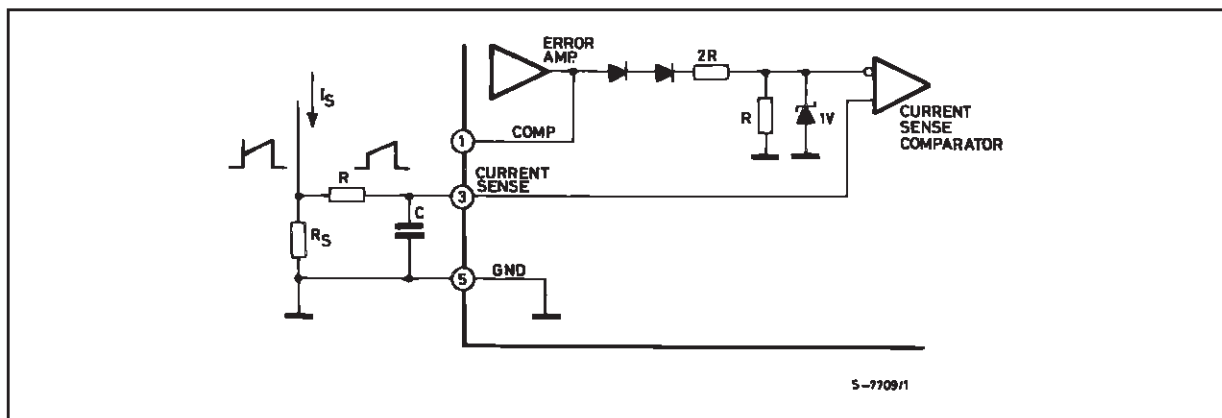 ERROR
AMP.
2R
I_S
R
1V
CURRENT
SENSE
COMPARATOR
1
COMP
CURRENT
SENSE
R
3
C
R_S
5
GND
S-7709/1